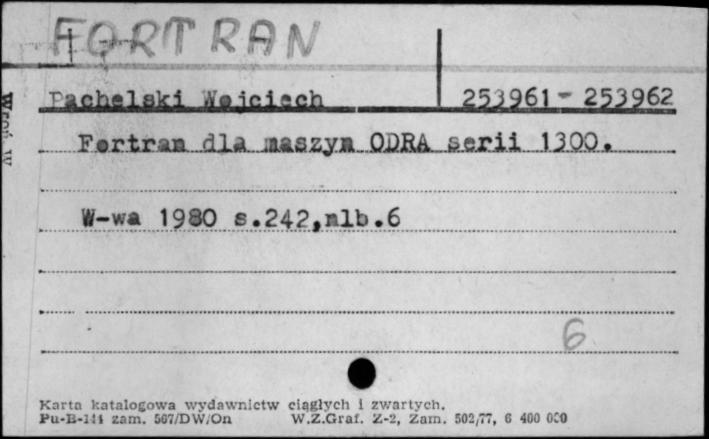 FORTRAN
Pachelski Wojciech 253961 - 253962
Fortran dla maszyn ODRA serii 1300.
W-wa 1980 s.242,nlb.6
6
Karta katalogowa wydawnictw ciągłych i zwartych.
Pu-B-144 zam. 567/DW/On W.Z.Graf. Z-2, Zam. 502/77, 6 400 000